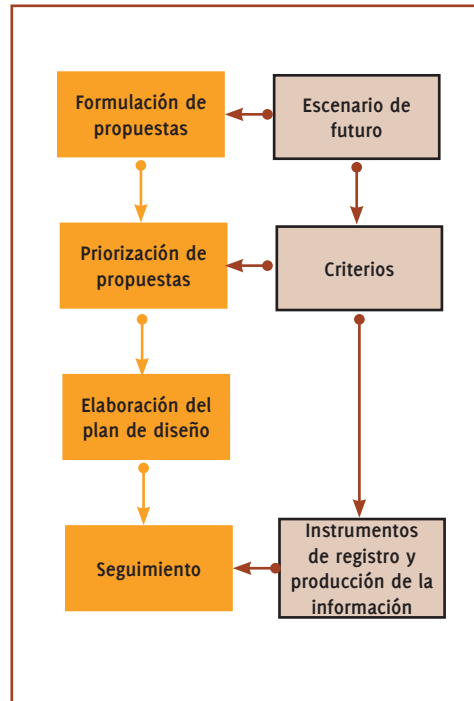 Formulación de
propuestas
Escenario de
futuro
Priorización de
propuestas
Criterios
Elaboración del
plan de diseño
Seguimiento
Instrumentos
de registro y
producción de la
información